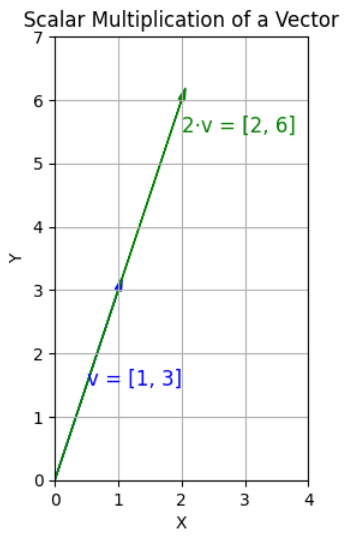 Scalar Multiplication of a Vector
7
6
2·v = [2, 6]
5
4
Y
3
2
v = [1, 3]
1
0
0 1 2 3 4
X